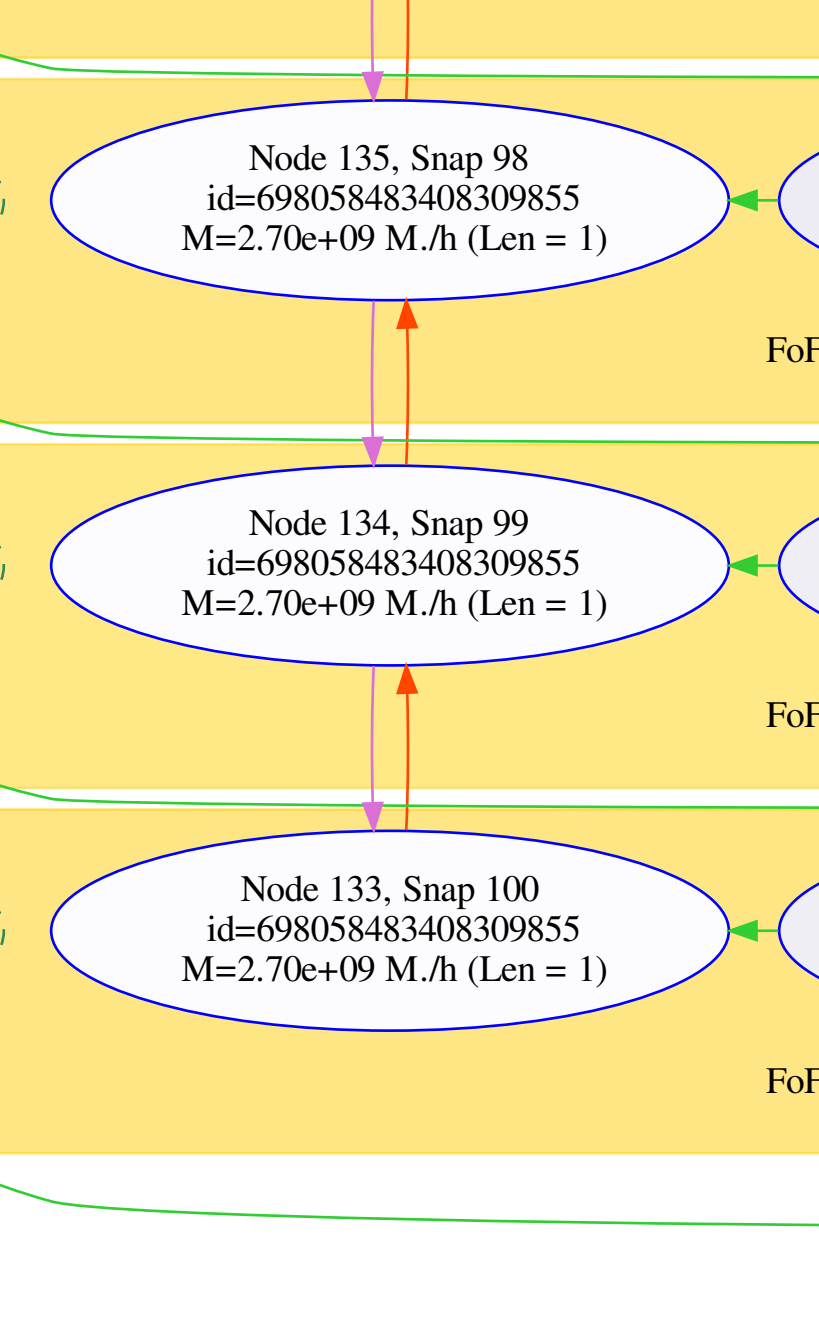 Node 135, Snap 98
id=698058483408309855
M=2.70e+09 M./h (Len = 1)
FoF
Node 134, Snap 99
id=698058483408309855
M=2.70e+09 M./h (Len = 1)
FoF
Node 133, Snap 100
id=698058483408309855
M=2.70e+09 M./h (Len = 1)
FoF